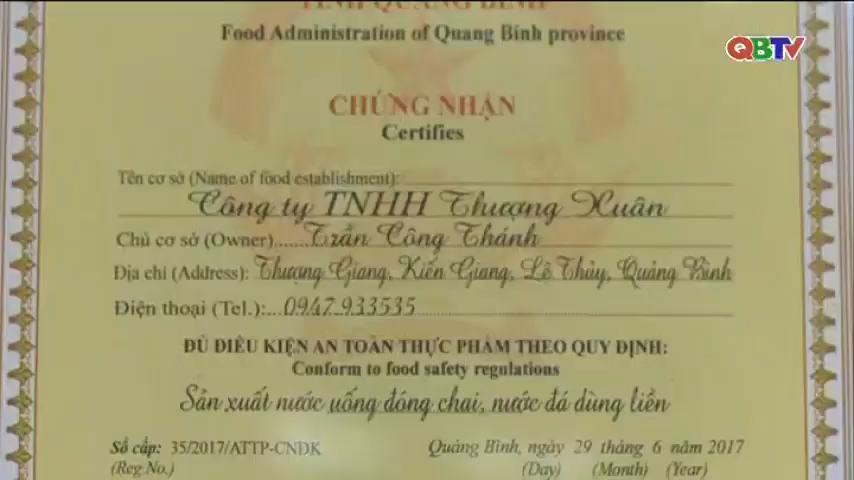 TỈNH QUẢNG BÌNH
Food Administration of Quang Binh province
QBTV
CHỨNG NHẬN
Certifies
Tên cơ sở (Name of food establishment):
Công ty TNHH Thượng Xuân
Chủ cơ sở (Owner).......Trần Công Thánh
Địa chỉ (Address): Thượng Giang, Kiến Giang, Lệ Thủy, Quảng Bình
Điện thoại (Tel.):...0947.933535
ĐỦ ĐIỀU KIỆN AN TOÀN THỰC PHẨM THEO QUY ĐỊNH:
Conform to food safety regulations
Sản xuất nước uống đóng chai, nước đá dùng liền
Số cấp: 35/2017/ATTP-CNĐK
Quảng Bình, ngày 29 tháng 6 năm 2017
(Reg.No.)
(Day) (Month) (Year)